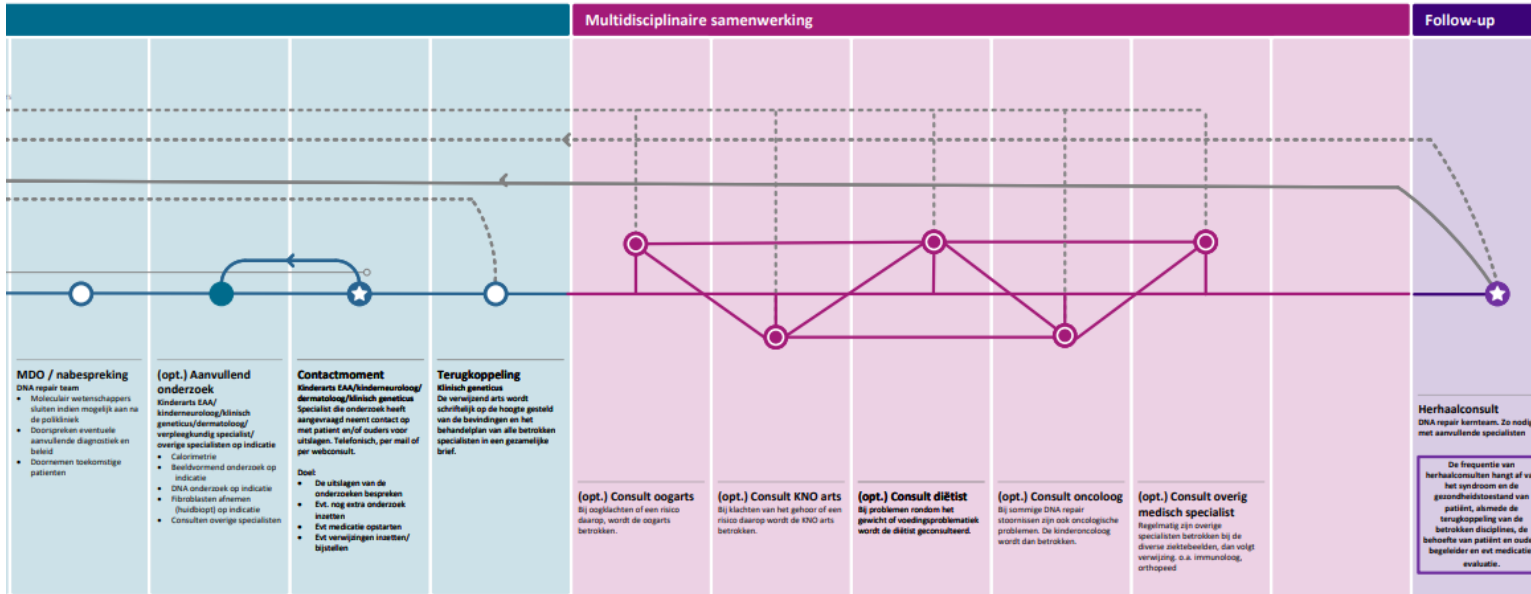 Multidisciplinaire samenwerking
Follow-up
MDO / nabespreking
DNA repair team
• Moleculair wetenschappers
sluiten indien mogelijk aan na
de polikliniek
• Doorspreken eventuele
aanvullende diagnostiek en
beleid
• Doornemen toekomstige
patienten
(opt.) Aanvullend
onderzoek
Kinderarts EAA/
kinderneuroloog/klinisch
geneticus/dermatoloog/
verpleegkundig specialist/
overige specialisten op indicatie
• Calorimetrie
• Beeldvormend onderzoek op
indicatie
• DNA onderzoek op indicatie
• Fibroblasten afnemen
(huidbiopt) op indicatie
• Consulten overige specialisten
Contactmoment
Kinderarts EAA/kinderneuroloog/
dermatoloog/klinisch geneticus
Specialist die onderzoek heeft
aangevraagd neemt contact op
met patient en/of ouders voor
uitslagen. Telefonisch, per mail of
per webconsult.
Doel:
• De uitslagen van de
onderzoeken bespreken
• Evt. nog extra onderzoek
inzetten
• Evt medicatie opstarten
• Evt verwijzingen inzetten/
bijstellen
Terugkoppeling
Klinisch geneticus
De verwijzend arts wordt
schriftelijk op de hoogte gesteld
van de bevindingen en het
behandelplan van alle betrokken
specialisten in een gezamelijke
brief.
(opt.) Consult oogarts
Bij oogklachten of een risico
daarop, wordt de oogarts
betrokken.
(opt.) Consult KNO arts
Bij klachten van het gehoor of een
risico daarop wordt de KNO arts
betrokken.
(opt.) Consult diëtist
Bij problemen rondom het
gewicht of voedingsproblematiek
wordt de diëtist geconsulteerd.
(opt.) Consult oncoloog
Bij sommige DNA repair
stoornissen zijn ook oncologische
problemen. De kinderoncoloog
wordt dan betrokken.
(opt.) Consult overig
medisch specialist
Regelmatig zijn overige
specialisten betrokken bij de
diverse ziektebeelden, dan volgt
verwijzing. o.a. immunoloog,
orthopeed
Herhaalconsult
DNA repair kernteam. Zo nodig
met aanvullende specialisten
De frequentie van
herhaalconsulten hangt af va
het syndroom en de
gezondheidstoestand van
patiënt, alsmede de
terugkoppeling van de
betrokken disciplines, de
behoefte van patiënt en oude
begeleider en evt medicatie
evaluatie.